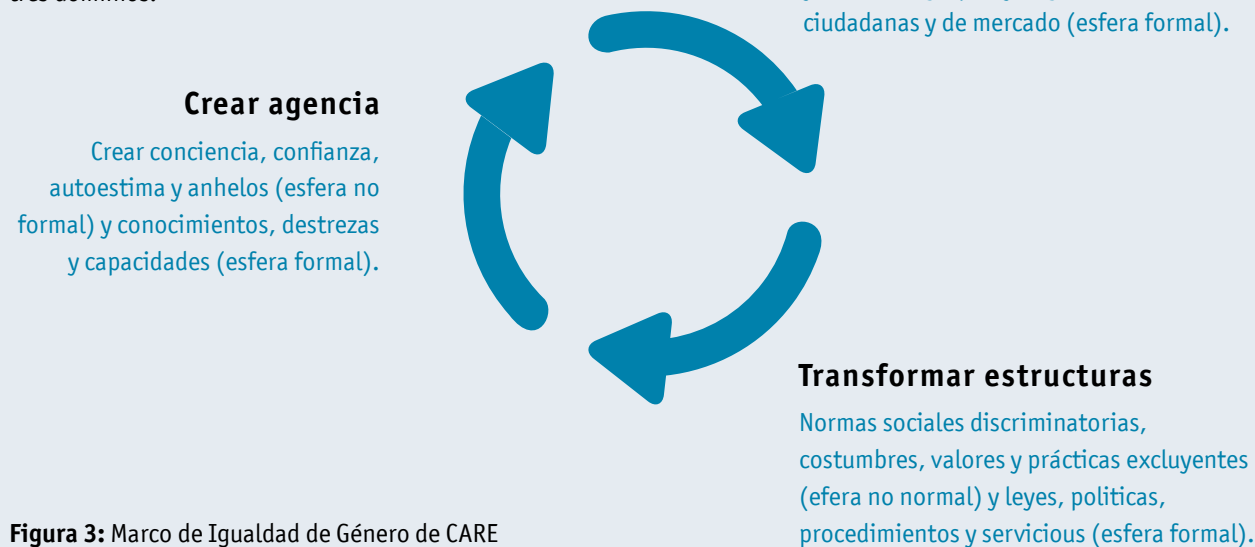 ciudadanas y de mercado (esfera formal).
Crear agencia
Crear conciencia, confianza,
autoestima y anhelos (esfera no
formal) y conocimientos, destrezas
y capacidades (esfera formal).
Transformar estructuras
Normas sociales discriminatorias,
costumbres, valores y prácticas excluyentes
(efera no normal) y leyes, politicas,
procedimientos y servicious (esfera formal).
Figura 3: Marco de Igualdad de Género de CARE